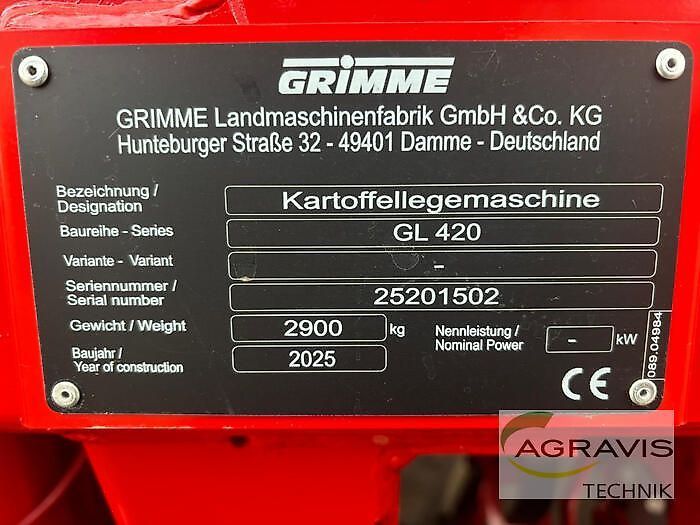 GRIMME
GRIMME Landmaschinenfabrik GmbH &Co. KG
Hunteburger Straße 32 - 49401 Damme - Deutschland
Bezeichnung /
Designation
Kartoffellegemaschine
Baureihe - Series
GL 420
Variante - Variant
-
Seriennummer /
Serial number
25201502
Gewicht / Weight
2900 kg
Nennleistung /
Nominal Power
- kW
Baujahr /
Year of construction
2025
089.04984
CE
AGRAVIS
TECHNIK